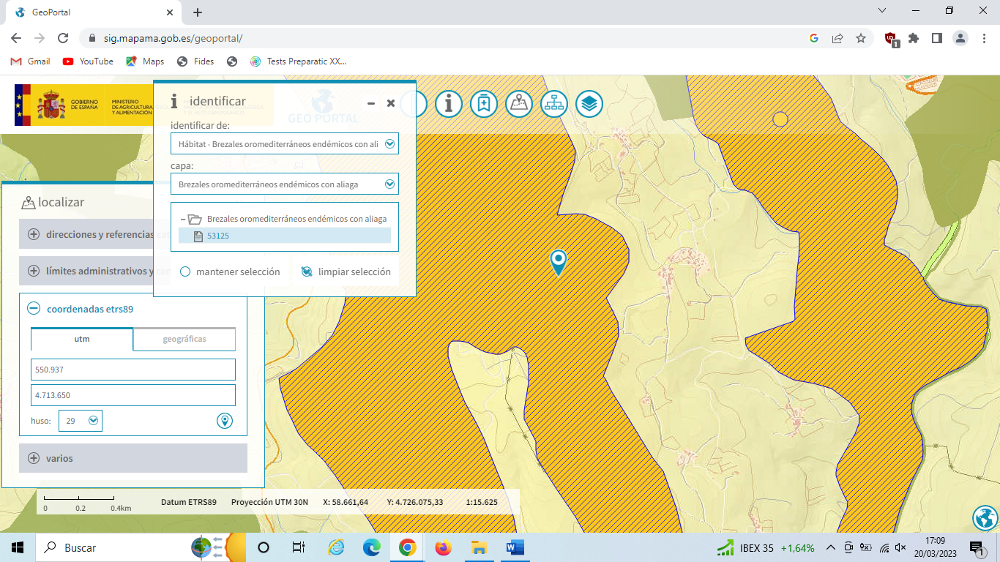 GeoPortal
sig.mapama.gob.es/geoportal/
1
Gmail
YouTube
Maps
Fides
Tests Preparatic XX...
GOBIERNO
DE ESPAÑA
MINISTERIO
DE AGRICULTURA
Y ALIMENTACIÓN
GEO PORTAL
identificar
identificar de:
Hábitat - Brezales oromediterráneos endémicos con ali
capa:
Brezales oromediterráneos endémicos con aliaga
Brezales oromediterráneos endémicos con aliaga
53125
mantener selección
limpiar selección
localizar
direcciones y referencias cat
límites administrativos y con
coordenadas etrs89
utm
geográficas
550.937
4.713.650
huso:
29
varios
0
0.2
0.4km
Datum ETRS89
Proyección UTM 30N
X: 58.661,64
Y: 4.726.075,33
1:15.625
Buscar
IBEX 35
+1,64%
17:09
20/03/2023
1